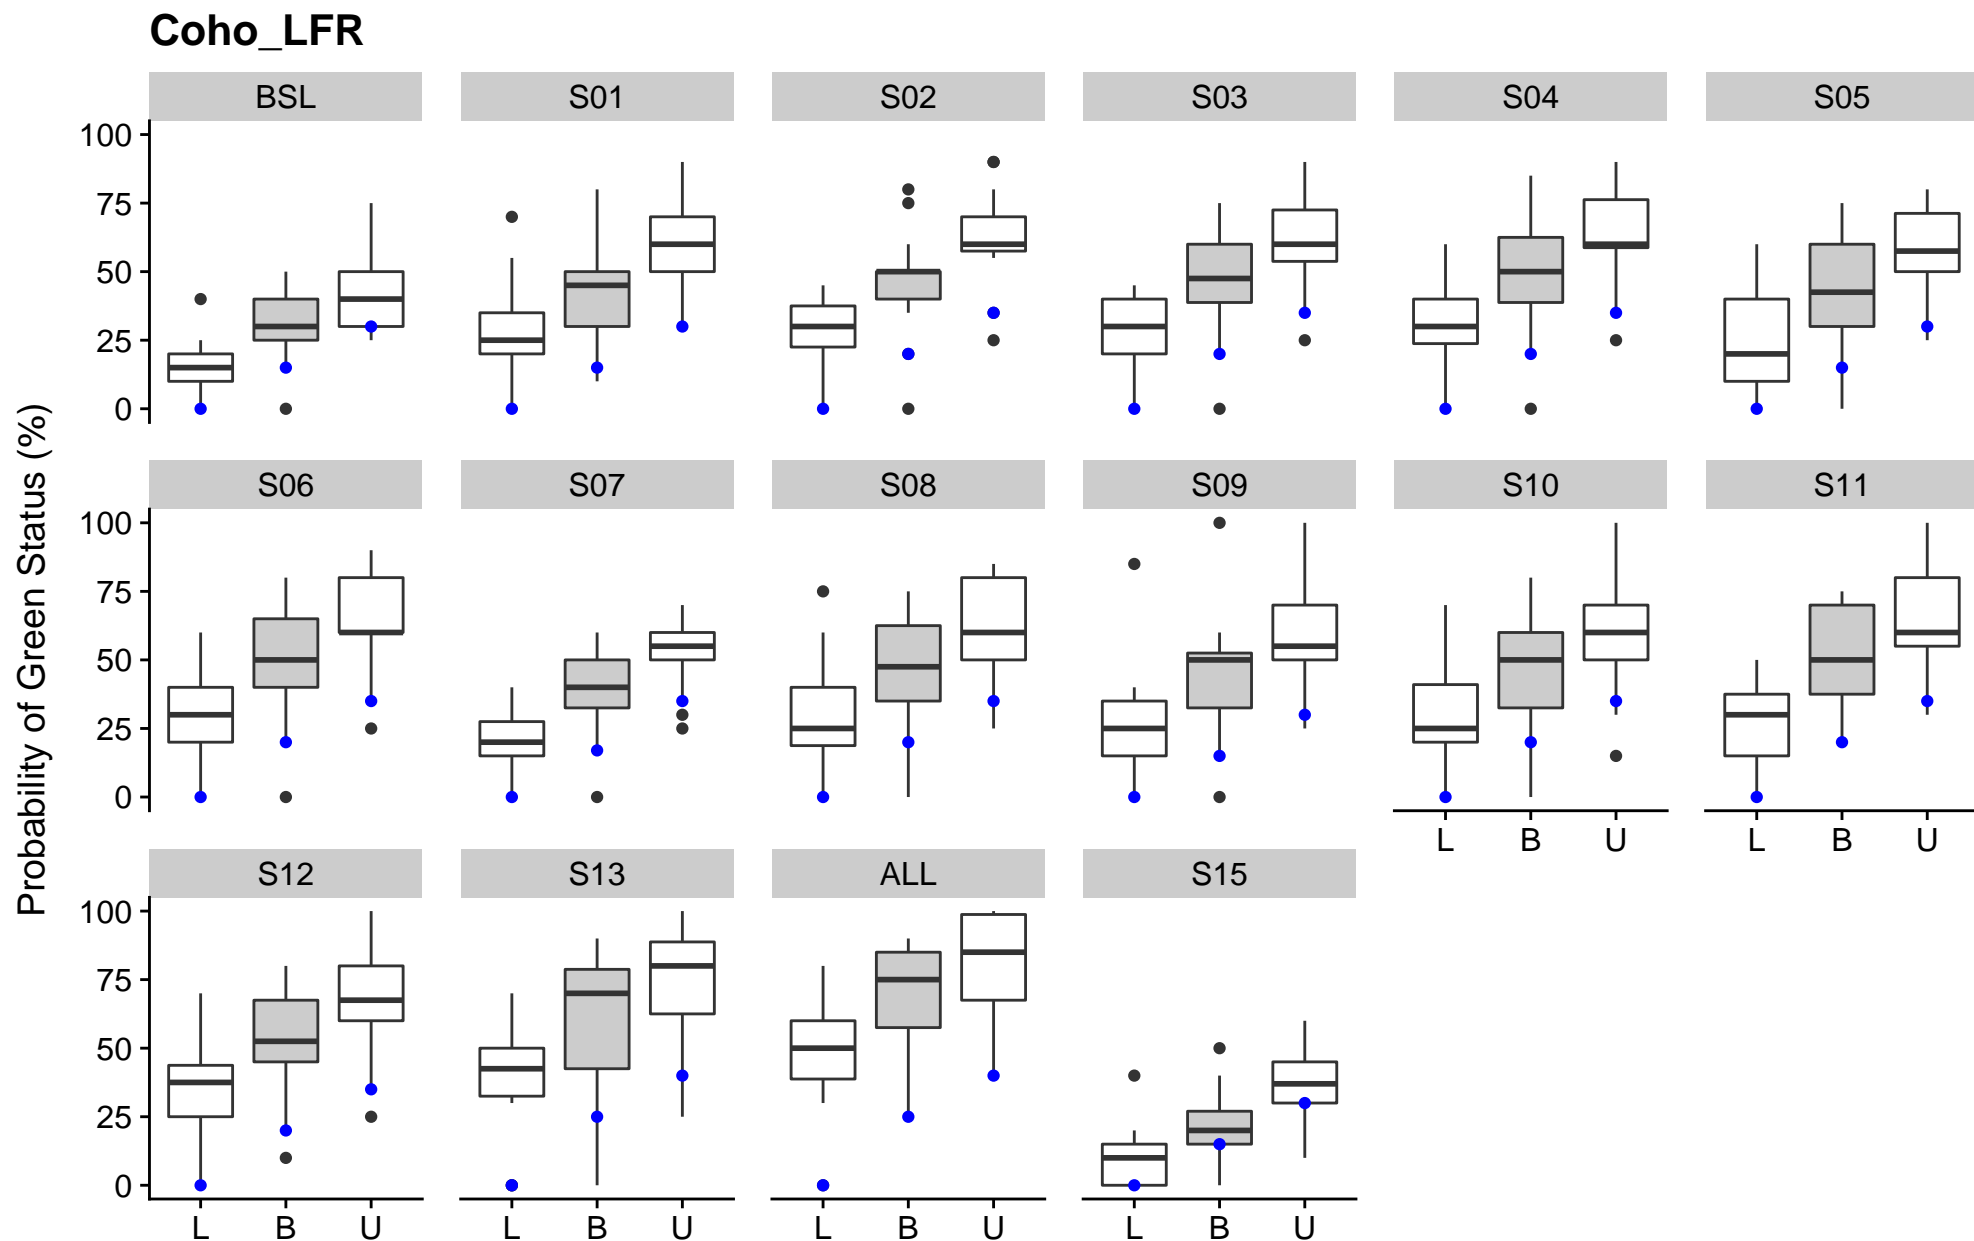 Coho_LFR
BSL S01 S02 S03 S04 S05
100
75
50
25
0
S06 S07 S08 S09 S10 S11
100
75
50
25
0
L B U L B U
S12 S13 ALL S15
100
75
50
25
0
L B U L B U L B U L B U
Probability of Green Status (%)